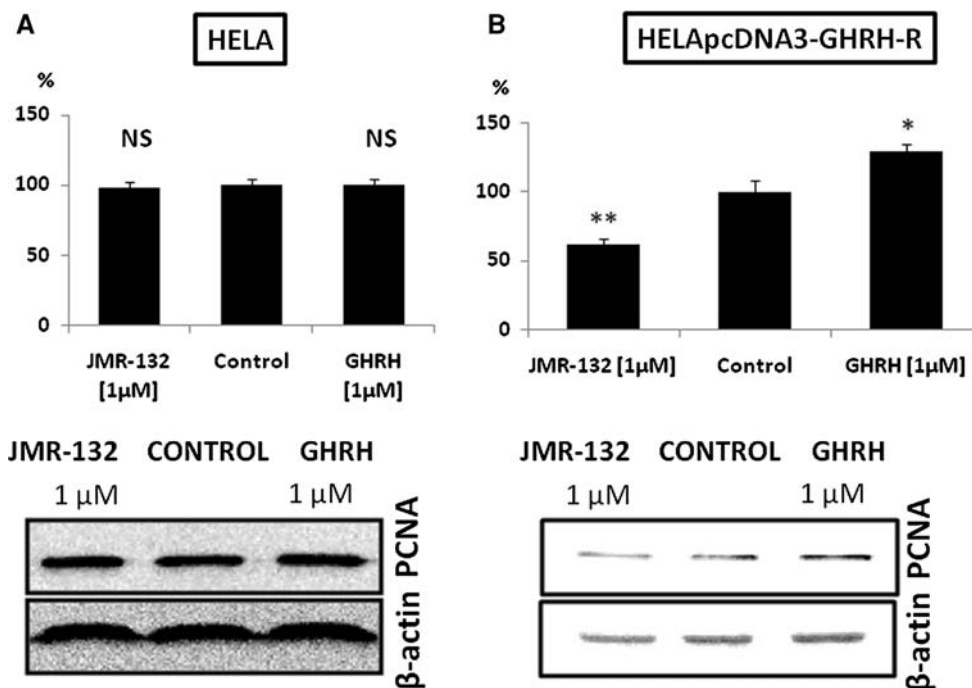 A
HELA
%
150
NS
NS
100
50
0
JMR-132
[1μM]
Control
GHRH
[1μM]
JMR-132 CONTROL GHRH
1 μM 1 μM
PCNA
β-actin
B
HELApcDNA3-GHRH-R
%
150
*
100
**
50
0
JMR-132 [1μM] Control GHRH [1μM]
JMR-132 CONTROL GHRH
1 μM 1 μM
PCNA
β-actin